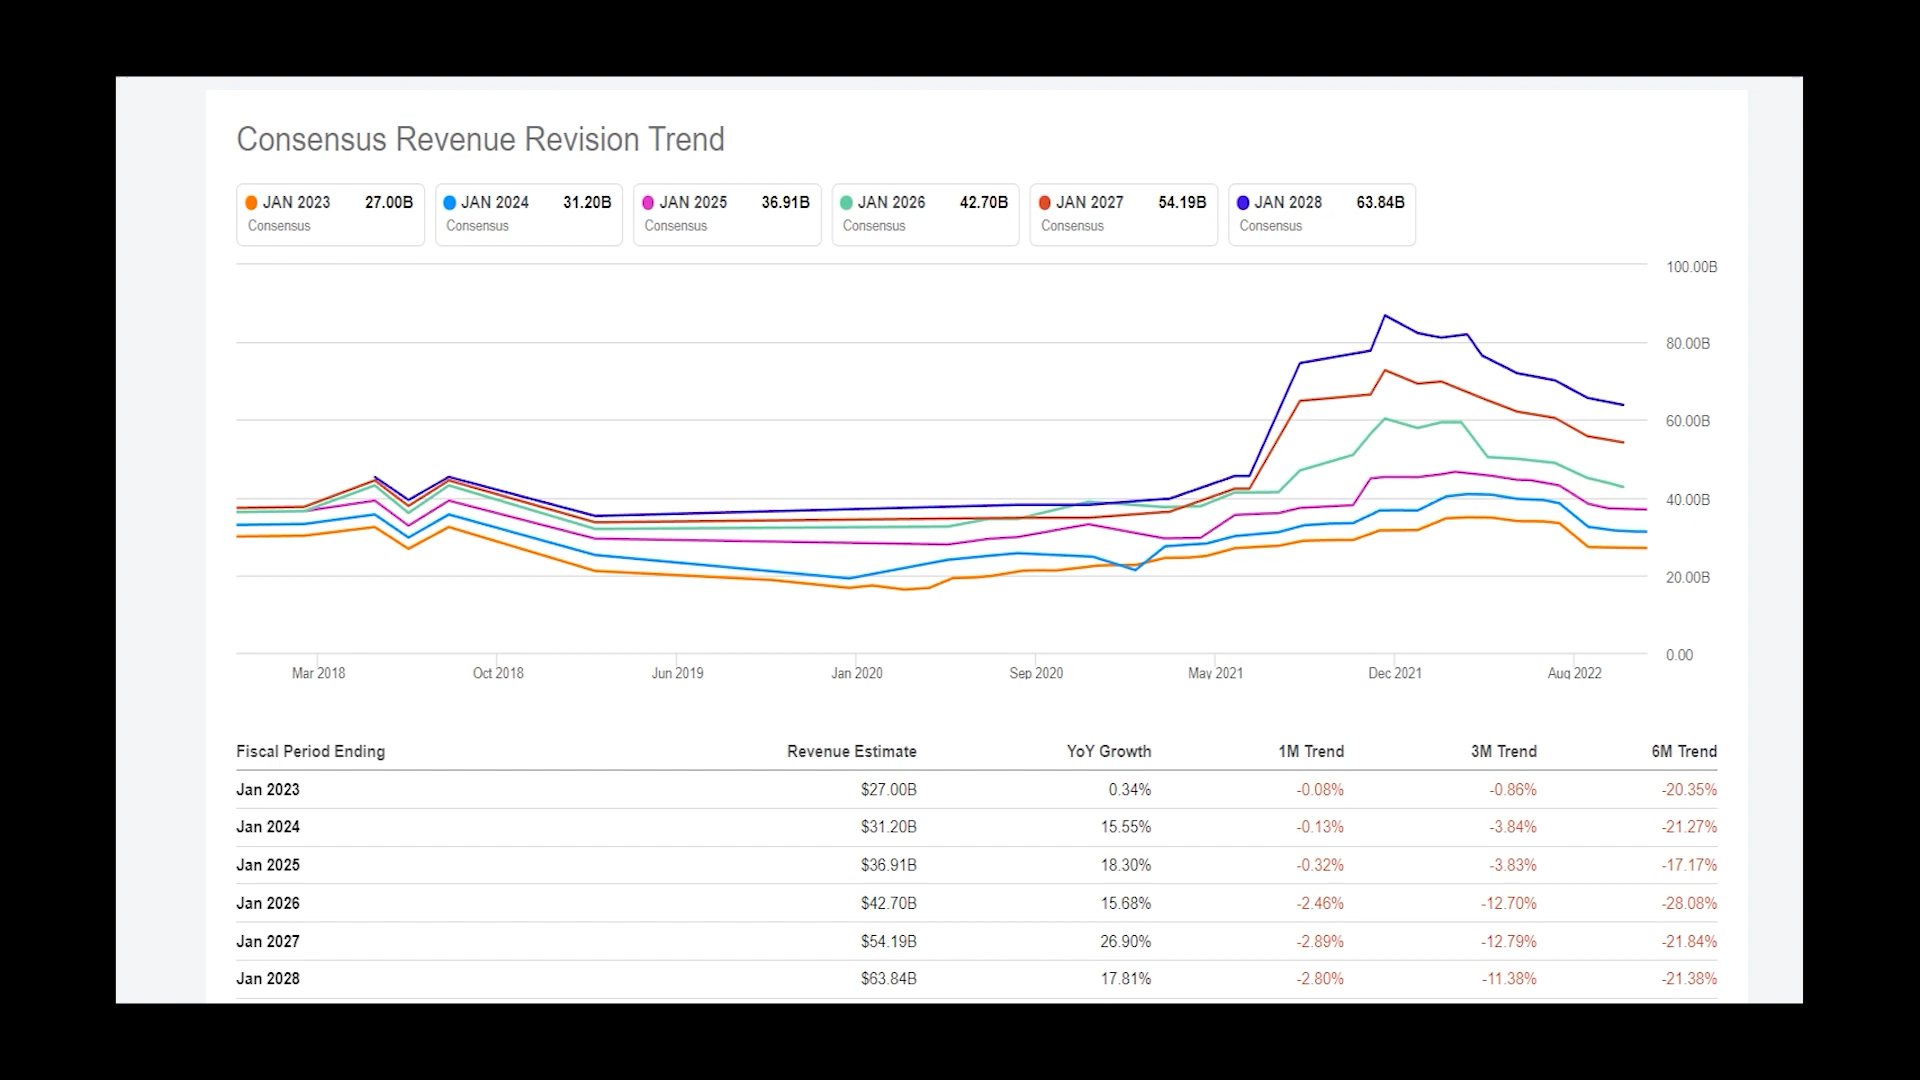 Consensus Revenue Revision Trend
JAN 2023 27.00B JAN 2024 31.20B JAN 2025 36.91B JAN 2026 42.70B JAN 2027 54.19B JAN 2028 63.84B
Consensus Consensus Consensus Consensus Consensus Consensus
100.00B
80.00B
60.00B
40.00B
20.00B
0.00
Mar 2018 Oct 2018 Jun 2019 Jan 2020 Sep 2020 May 2021 Dec 2021 Aug 2022
Fiscal Period Ending Revenue Estimate YoY Growth 1M Trend 3M Trend 6M Trend
Jan 2023 $27.00B 0.34% -0.08% -0.86% -20.35%
Jan 2024 $31.20B 15.55% -0.13% -3.84% -21.27%
Jan 2025 $36.91B 18.30% -0.32% -3.83% -17.17%
Jan 2026 $42.70B 15.68% -2.46% -12.70% -28.08%
Jan 2027 $54.19B 26.90% -2.89% -12.79% -21.84%
Jan 2028 $63.84B 17.81% -2.80% -11.38% -21.38%